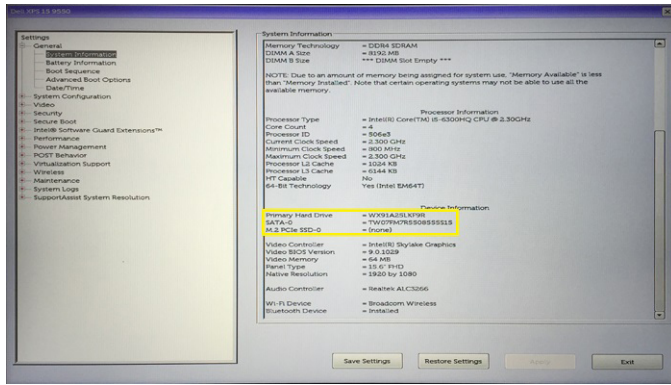 Dell XPS 15 9550
Settings
General
System Information
Battery Information
Boot Sequence
Advanced Boot Options
Date/Time
System Configuration
Video
Security
Secure Boot
Intel® Software Guard Extensions™
Performance
Power Management
POST Behavior
Virtualization Support
Wireless
Maintenance
System Logs
SupportAssist System Resolution
System Information
Memory Technology = DDR4 SDRAM
DIMM A Size = 8192 MB
DIMM B Size *** DIMM Slot Empty ***
NOTE: Due to an amount of memory being assigned for system use, "Memory Available" is less
than "Memory Installed". Note that certain operating systems may not be able to use all the
available memory.
Processor Information
Processor Type = Intel(R) Core(TM) i5-6300HQ CPU @ 2.30GHz
Core Count = 4
Processor ID = 506e3
Current Clock Speed = 2.300 GHz
Minimum Clock Speed = 800 MHz
Maximum Clock Speed = 2.300 GHz
Processor L2 Cache = 1024 KB
Processor L3 Cache = 6144 KB
HT Capable No
64-Bit Technology Yes (Intel EM64T)
Device Information
Primary Hard Drive
SATA-0
M.2 PCIe SSD-0 = (none)
Video Controller = Intel(R) Skylake Graphics
Video BIOS Version = 9.0.1029
Video Memory = 64 MB
Panel Type = 15.6" FHD
Native Resolution = 1920 by 1080
Audio Controller = Realtek ALC3266
Wi-Fi Device = Broadcom Wireless
Bluetooth Device = Installed
Save Settings
Restore Settings
Apply
Exit